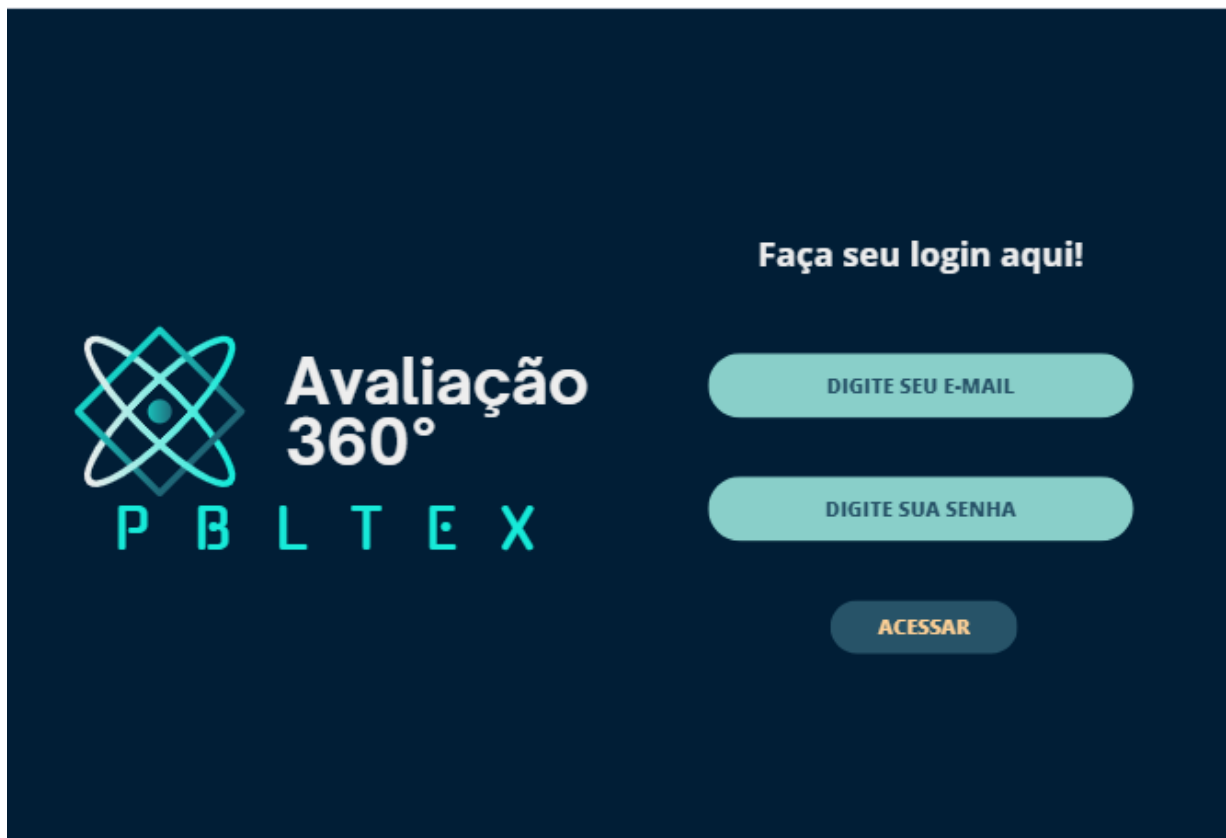 Avaliação
360°
PBLTEX
Faça seu login aqui!
DIGITE SEU E-MAIL
DIGITE SUA SENHA
ACESSAR